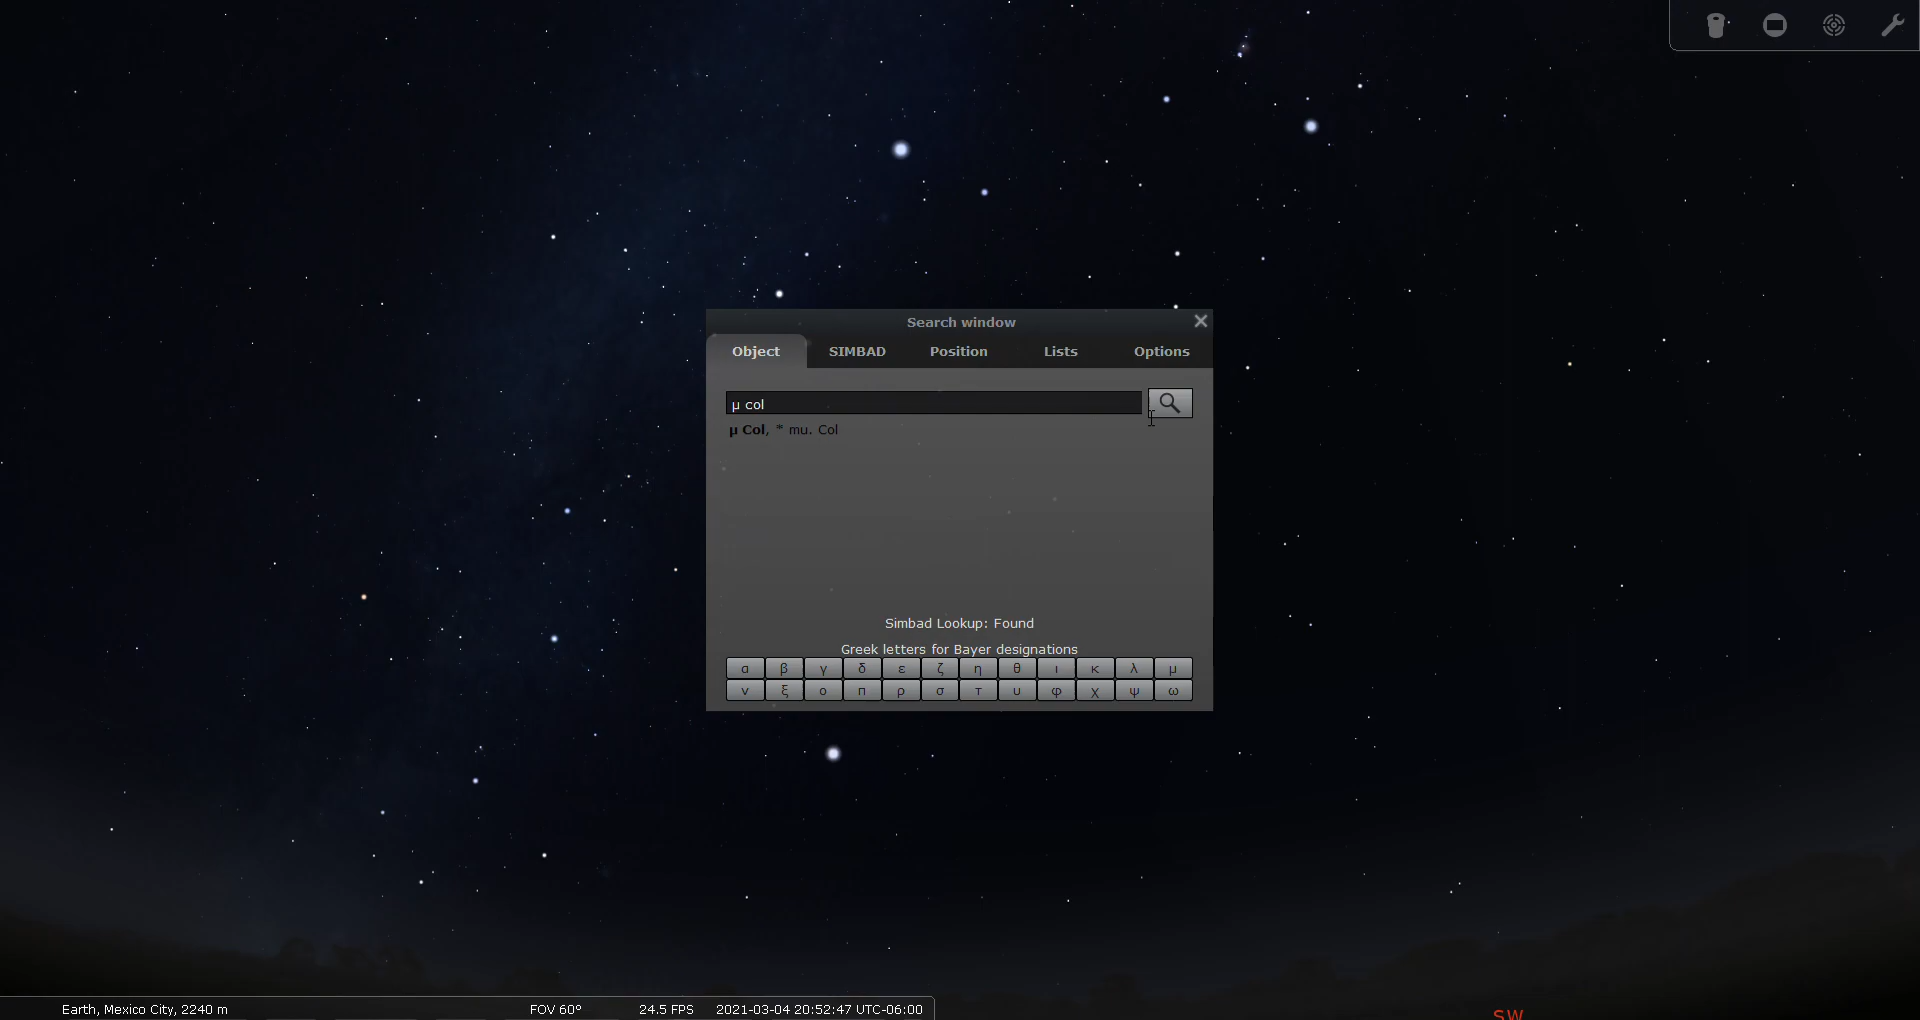 Search window
Object SIMBAD Position Lists Options
μ col
μ Col, * mu. Col
Simbad Lookup: Found
Greek letters for Bayer designations
α β γ δ ε ζ η θ ι κ λ μ
ν ξ ο π ρ σ τ υ φ χ ψ ω
Earth, Mexico City, 2240 m FOV 60° 24.5 FPS 2021-03-04 20:52:47 UTC-06:00
SW